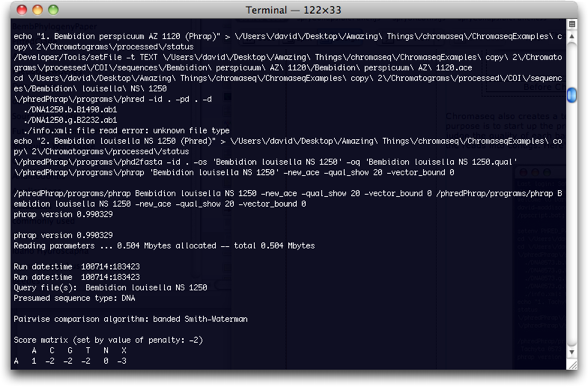 Terminal — 122×33
echo "1. Bembidion perspicuum AZ 1120 (Phrap)" > \/Users\/david\/Desktop\/Amazing\ Things\/chromaseq\/ChromaseqExamples\ c
opy\ 2\/Chromatograms\/processed\/status
/Developer/Tools/setFile -t TEXT \/Users\/david\/Desktop\/Amazing\ Things\/chromaseq\/ChromaseqExamples\ copy\ 2\/Chromato
grams\/processed\/COI\/sequences\/Bembidion\ perspicuum\ AZ\ 1120\/Bembidion\ perspicuum\ AZ\ 1120.ace
cd \/Users\/david\/Desktop\/Amazing\ Things\/chromaseq\/ChromaseqExamples\ copy\ 2\/Chromatograms\/processed\/COI\/sequenc
es\/Bembidion\ louisella\ NS\ 1250
\/phredPhrap\/programs\/phred -id . -pd . -d
 ./DNA1250.b.B1490.ab1
 ./DNA1250.g.B2232.ab1
 ./info.xml: file read error: unknown file type
echo "2. Bembidion louisella NS 1250 (Phrap)" > \/Users\/david\/Desktop\/Amazing\ Things\/chromaseq\/ChromaseqExamples\ co
py\ 2\/Chromatograms\/processed\/status
\/phredPhrap\/programs\/phd2fasta -id . -os 'Bembidion louisella NS 1250' -oq 'Bembidion louisella NS 1250.qual'
\/phredPhrap\/programs\/phrap 'Bembidion louisella NS 1250' -new_ace -qual_show 20 -vector_bound 0
/phredPhrap/programs/phrap Bembidion louisella NS 1250 -new_ace -qual_show 20 -vector_bound 0 /phredPhrap/programs/phrap B
embidion louisella NS 1250 -new_ace -qual_show 20 -vector_bound 0
phrap version 0.990329
phrap version 0.990329
Reading parameters ... 0.504 Mbytes allocated -- total 0.504 Mbytes
Run date:time  100714:183423
Run date:time  100714:183423
Query file(s):  Bembidion louisella NS 1250
Presumed sequence type: DNA
Pairwise comparison algorithm: banded Smith-Waterman
Score matrix (set by value of penalty: -2)
    A   C   G   T   N   X
A   1  -2  -2  -2   0  -3